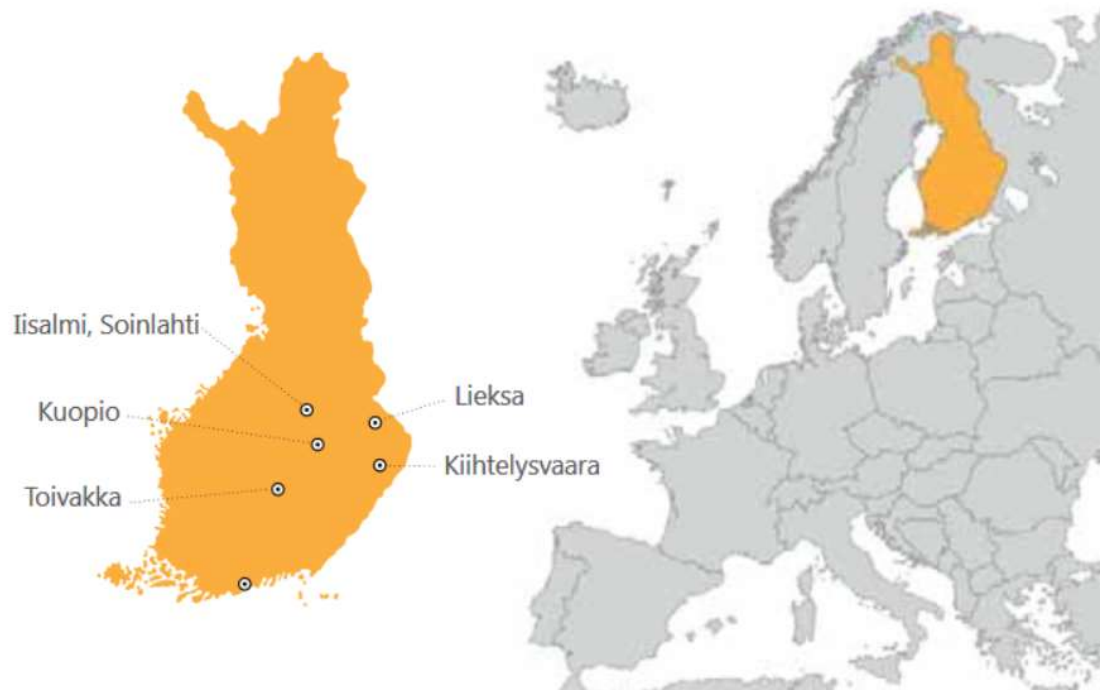 Iisalmi, Soinlahti
Kuopio
Toivakka
Lieksa
Kiihtelysvaara